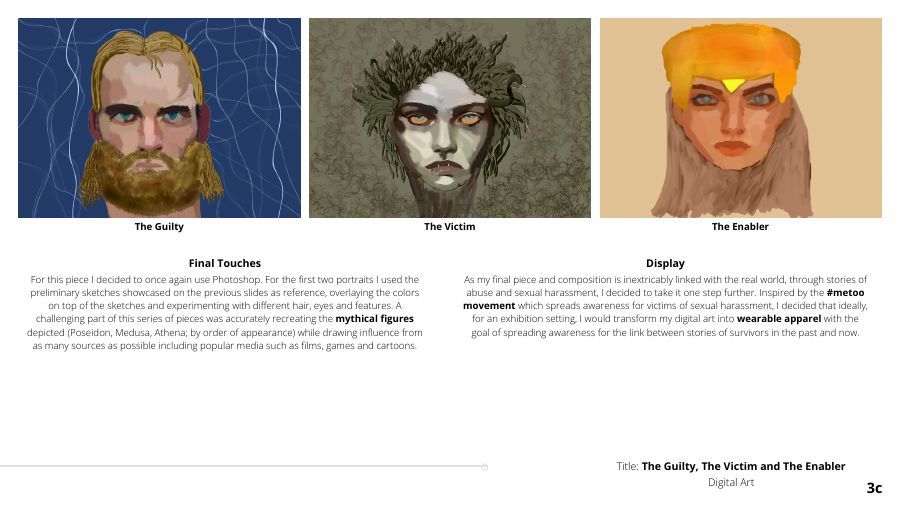 The Guilty
The Victim
The Enabler
Final Touches
For this piece I decided to once again use Photoshop. For the first two portraits I used the
preliminary sketches showcased on the previous slides as reference, overlaying the colors
on top of the sketches and experimenting with different hair, eyes and features. A
challenging part of this series of pieces was accurately recreating the mythical figures
depicted (Poseidon, Medusa, Athena; by order of appearance) while drawing influence from
as many sources as possible including popular media such as films, games and cartoons.
Display
As my final piece and composition is inextricably linked with the real world, through stories of
abuse and sexual harassment, I decided to take it one step further. Inspired by the #metoo
movement which spreads awareness for victims of sexual harassment, I decided that ideally,
for an exhibition setting, I would transform my digital art into wearable apparel with the
goal of spreading awareness for the link between stories of survivors in the past and now.
Title: The Guilty, The Victim and The Enabler
Digital Art
3c